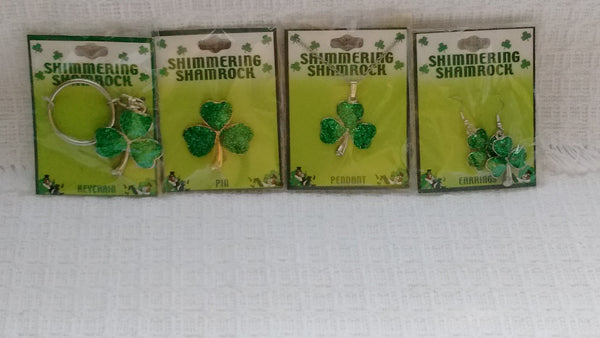 SHIMMERING
SHAMROCK
KEYCHAIN
SHIMMERING
SHAMROCK
PIN
SHIMMERING
SHAMROCK
PENDANT
SHIMMERING
SHAMROCK
EARRINGS